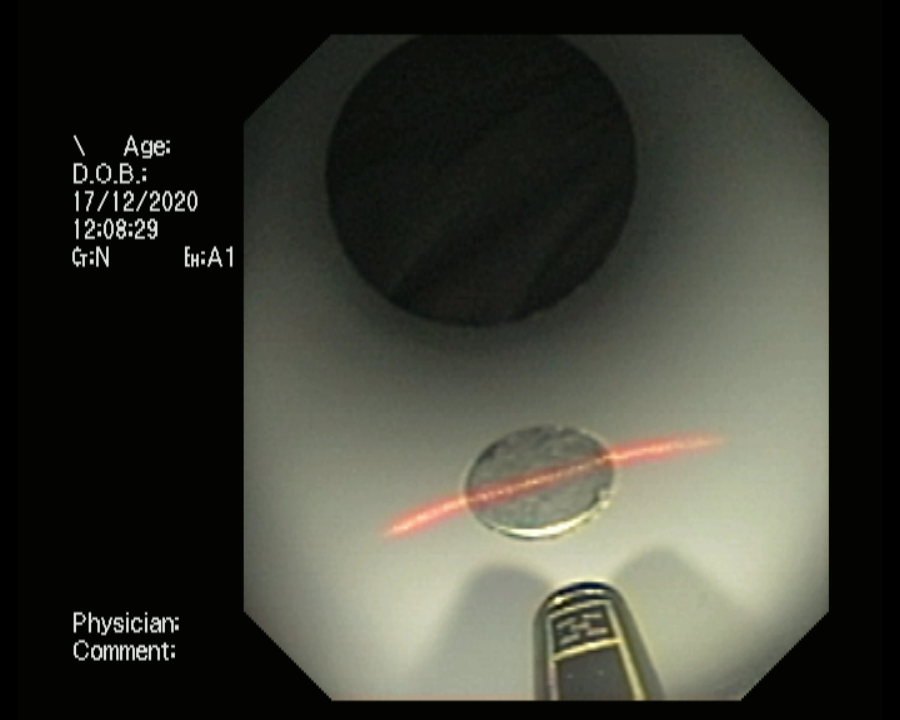 \ Age:
D.O.B.:
17/12/2020
12:08:29
Cr:N Eh:A1
Physician:
Comment: